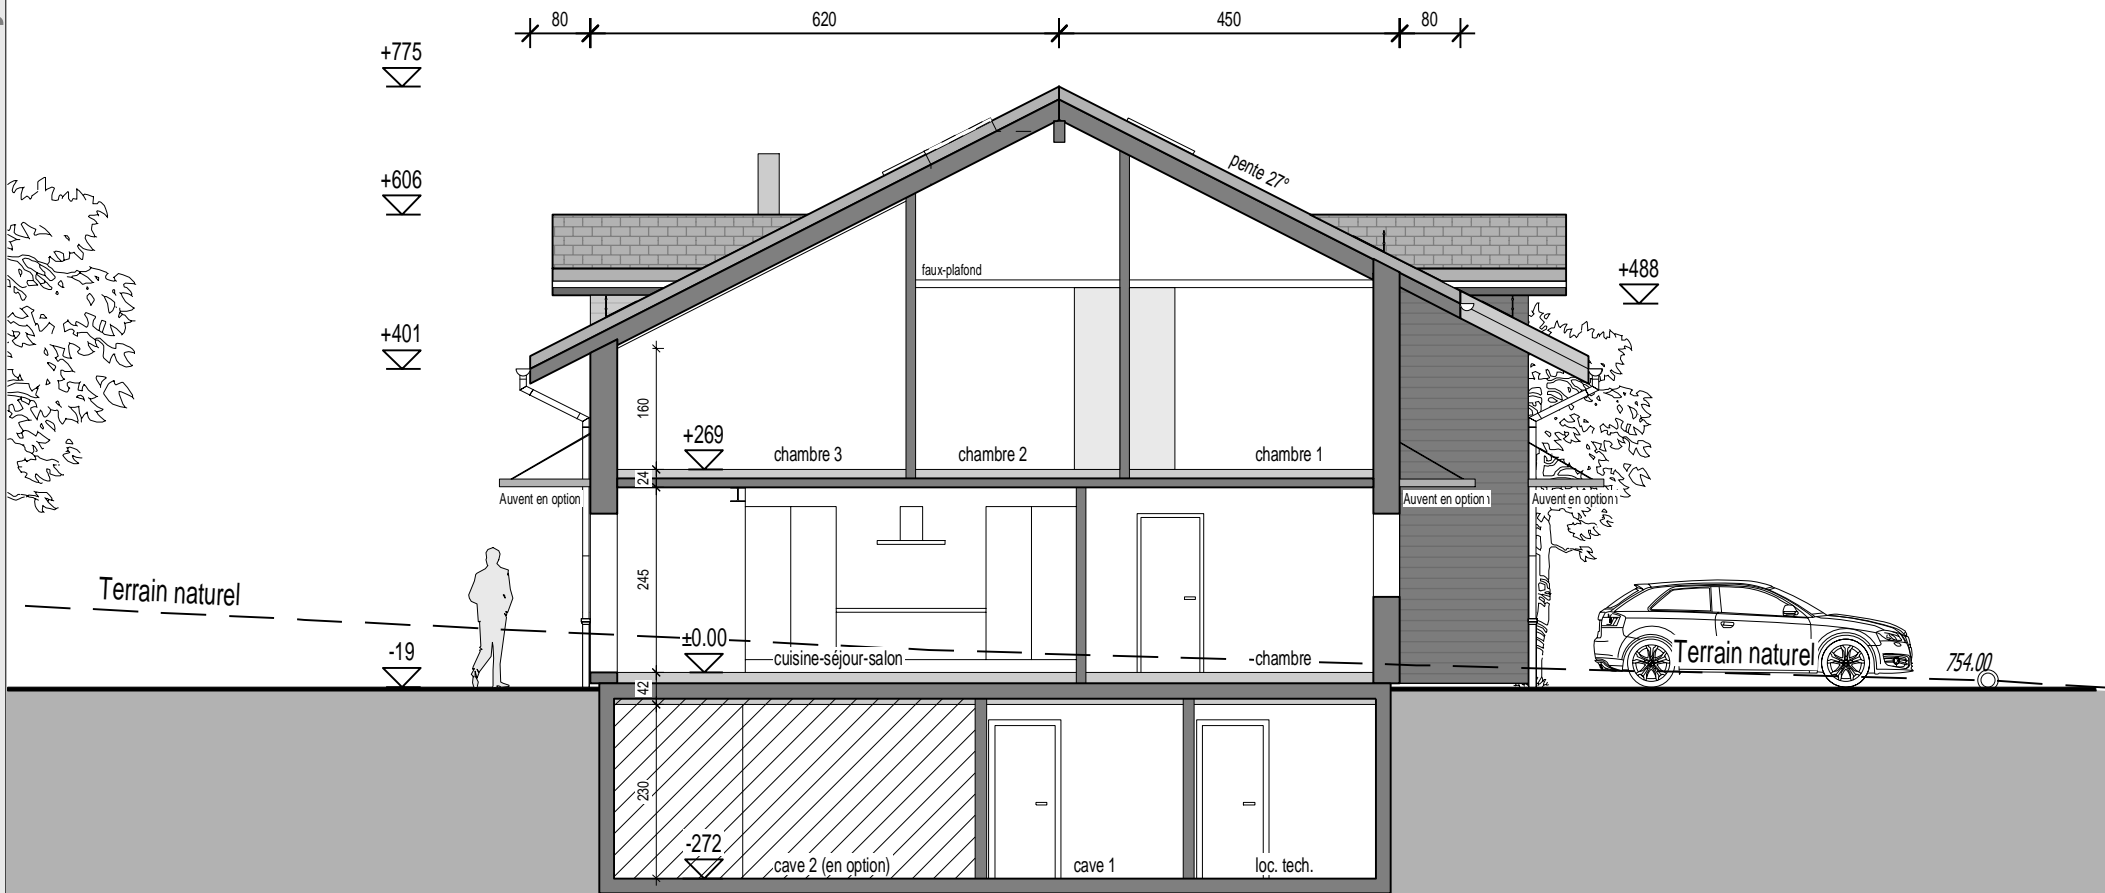 80 620 450 80
+775
pente 27°
+606
+488
faux-plafond
+401
160
+269
chambre 3 chambre 2 chambre 1
24
Auvent en option Auvent en option Auvent en option
245
Terrain naturel
±0.00
-19
cuisine-séjour-salon chambre
Terrain naturel
754.00
42
230
-272
cave 2 (en option) cave 1 loc. tech.